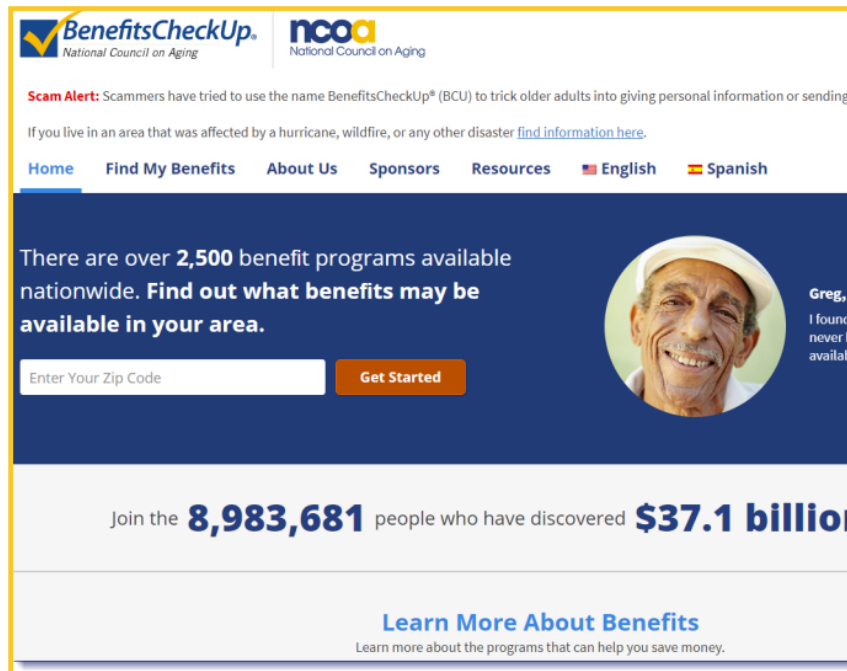 BenefitsCheckUp®
National Council on Aging
ncoa
National Council on Aging
Scam Alert: Scammers have tried to use the name BenefitsCheckUp® (BCU) to trick older adults into giving personal information or sending
If you live in an area that was affected by a hurricane, wildfire, or any other disaster find information here.
Home Find My Benefits About Us Sponsors Resources English Spanish
There are over 2,500 benefit programs available
nationwide. Find out what benefits may be
available in your area.
Enter Your Zip Code Get Started
Greg,
I found
never
Join the 8,983,681 people who have discovered $37.1 billion
Learn More About Benefits
Learn more about the programs that can help you save money.